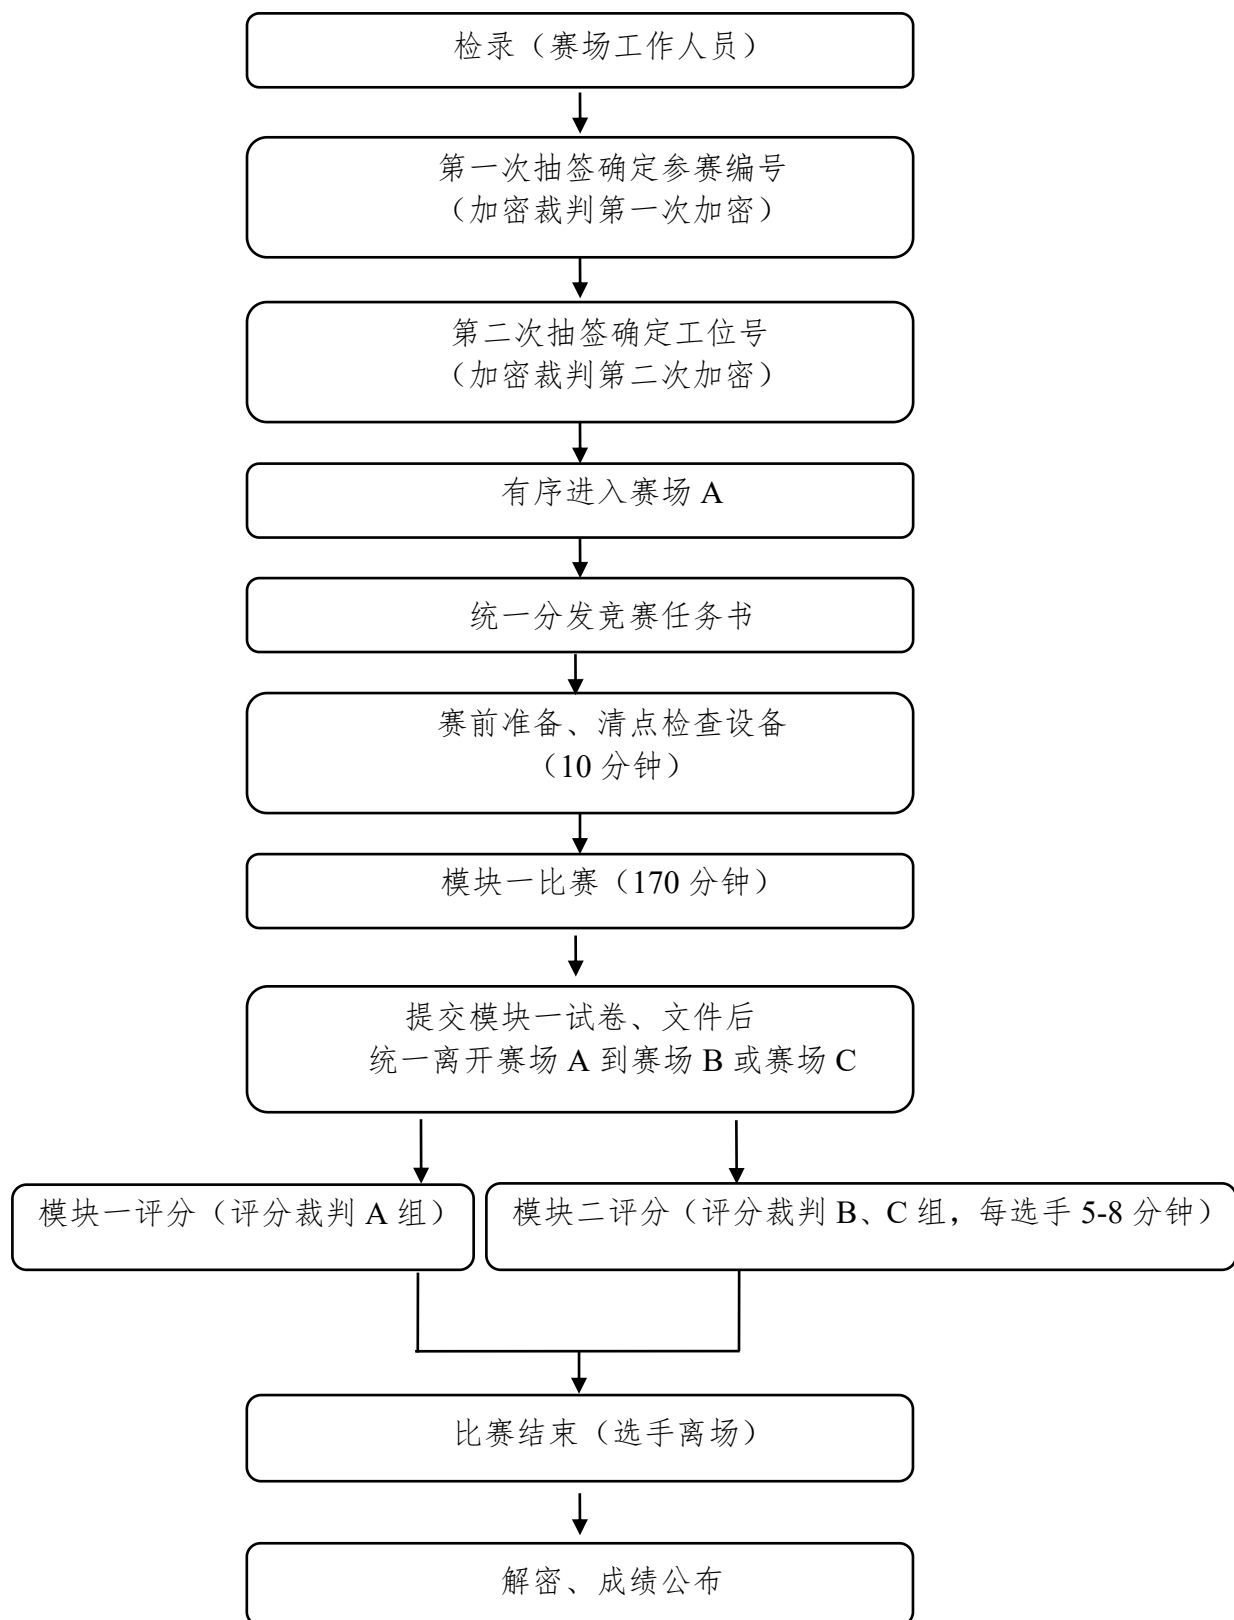 检录（赛场工作人员）
第一次抽签确定参赛编号
（加密裁判第一次加密）
第二次抽签确定工位号
（加密裁判第二次加密）
有序进入赛场 A
统一分发竞赛任务书
赛前准备、清点检查设备
（10 分钟）
模块一比赛（170 分钟）
提交模块一试卷、文件后
统一离开赛场 A 到赛场 B 或赛场 C
模块一评分（评分裁判 A 组）
模块二评分（评分裁判 B、C 组，每选手 5-8 分钟）
比赛结束（选手离场）
解密、成绩公布